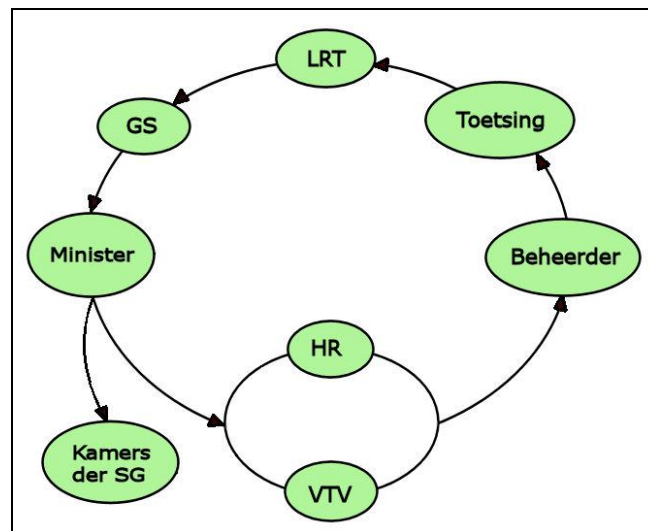 LRT
GS
Toetsing
Minister
Beheerder
HR
Kamers
der SG
VTV